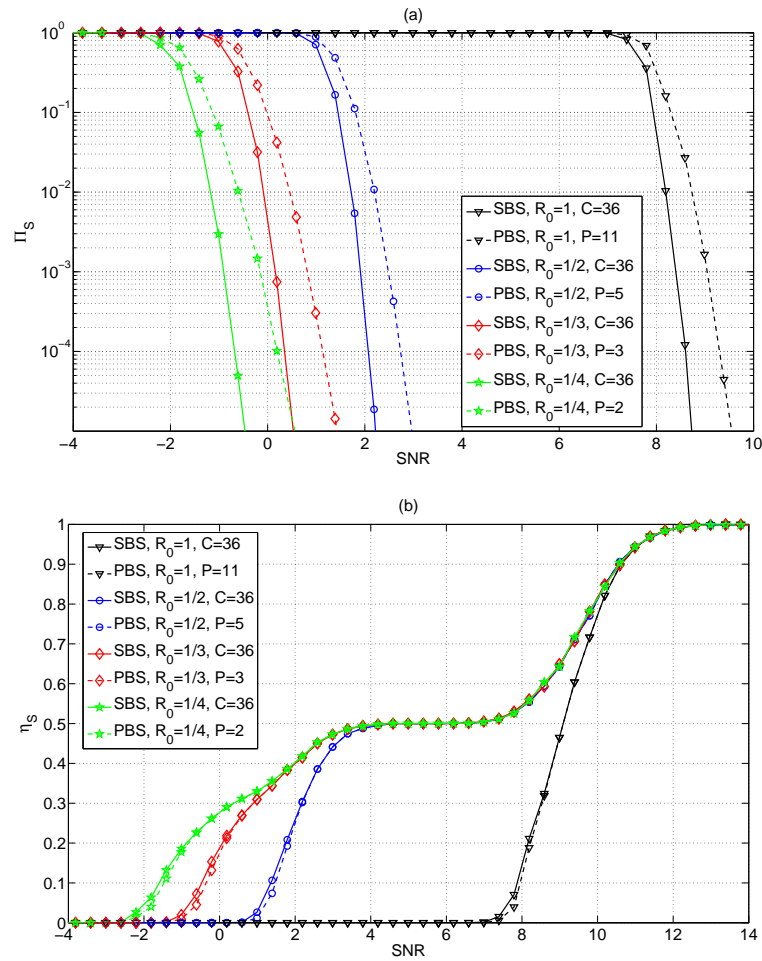 (a)
10^0
10^-1
10^-2
10^-3
10^-4
Π_S
SBS, R_0=1, C=36
PBS, R_0=1, P=11
SBS, R_0=1/2, C=36
PBS, R_0=1/2, P=5
SBS, R_0=1/3, C=36
PBS, R_0=1/3, P=3
SBS, R_0=1/4, C=36
PBS, R_0=1/4, P=2
−4 −2 0 2 4 6 8 10
SNR
(b)
1
0.9
0.8
0.7
0.6
0.5
0.4
0.3
0.2
0.1
0
η_S
SBS, R_0=1, C=36
PBS, R_0=1, P=11
SBS, R_0=1/2, C=36
PBS, R_0=1/2, P=5
SBS, R_0=1/3, C=36
PBS, R_0=1/3, P=3
SBS, R_0=1/4, C=36
PBS, R_0=1/4, P=2
−4 −2 0 2 4 6 8 10 12 14
SNR